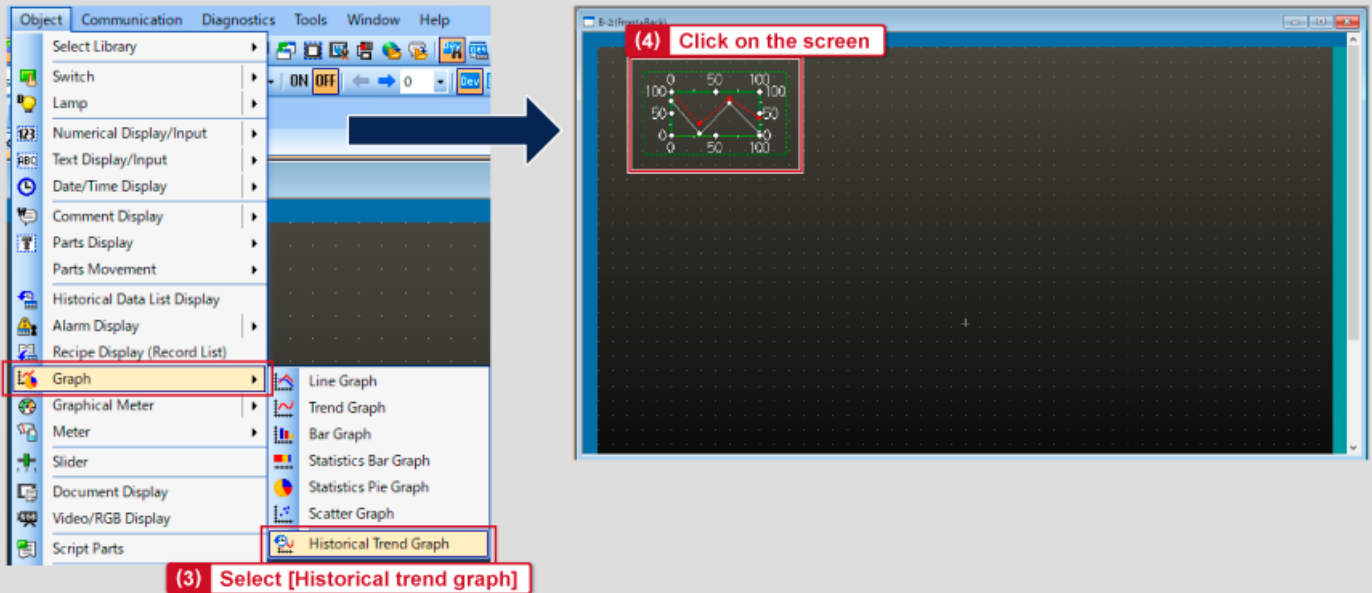 Object Communication Diagnostics Tools Window Help
Select Library
Switch
Lamp
Numerical Display/Input
Text Display/Input
Date/Time Display
Comment Display
Parts Display
Parts Movement
Historical Data List Display
Alarm Display
Recipe Display (Record List)
Graph
Graphical Meter
Meter
Slider
Document Display
Video/RGB Display
Script Parts
ON OFF 0 Dev
Line Graph
Trend Graph
Bar Graph
Statistics Bar Graph
Statistics Pie Graph
Scatter Graph
Historical Trend Graph
(3) Select [Historical trend graph]
B-2:(Front+Back)
(4) Click on the screen
0 50 100
100 100
50 50
0 0
0 50 100